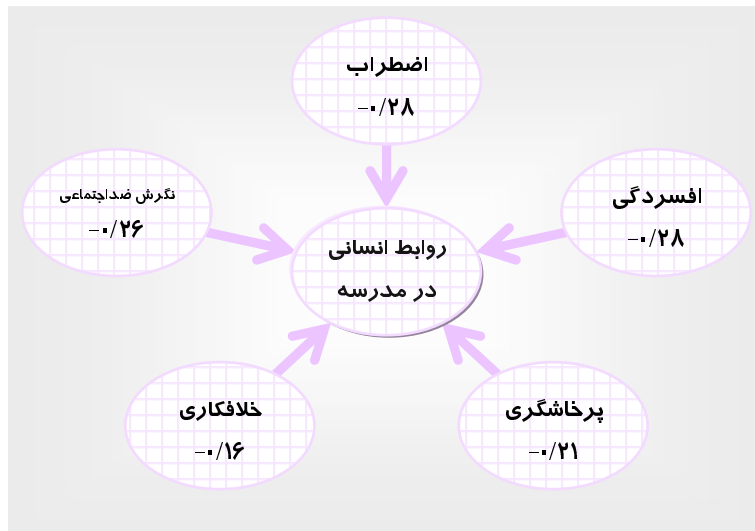 اضطراب
-۰/۲۸
نگرش ضداجتماعی
-۰/۲۶
افسردگی
-۰/۲۸
روابط انسانی
در مدرسه
خلافکاری
-۰/۱۶
پرخاشگری
-۰/۲۱